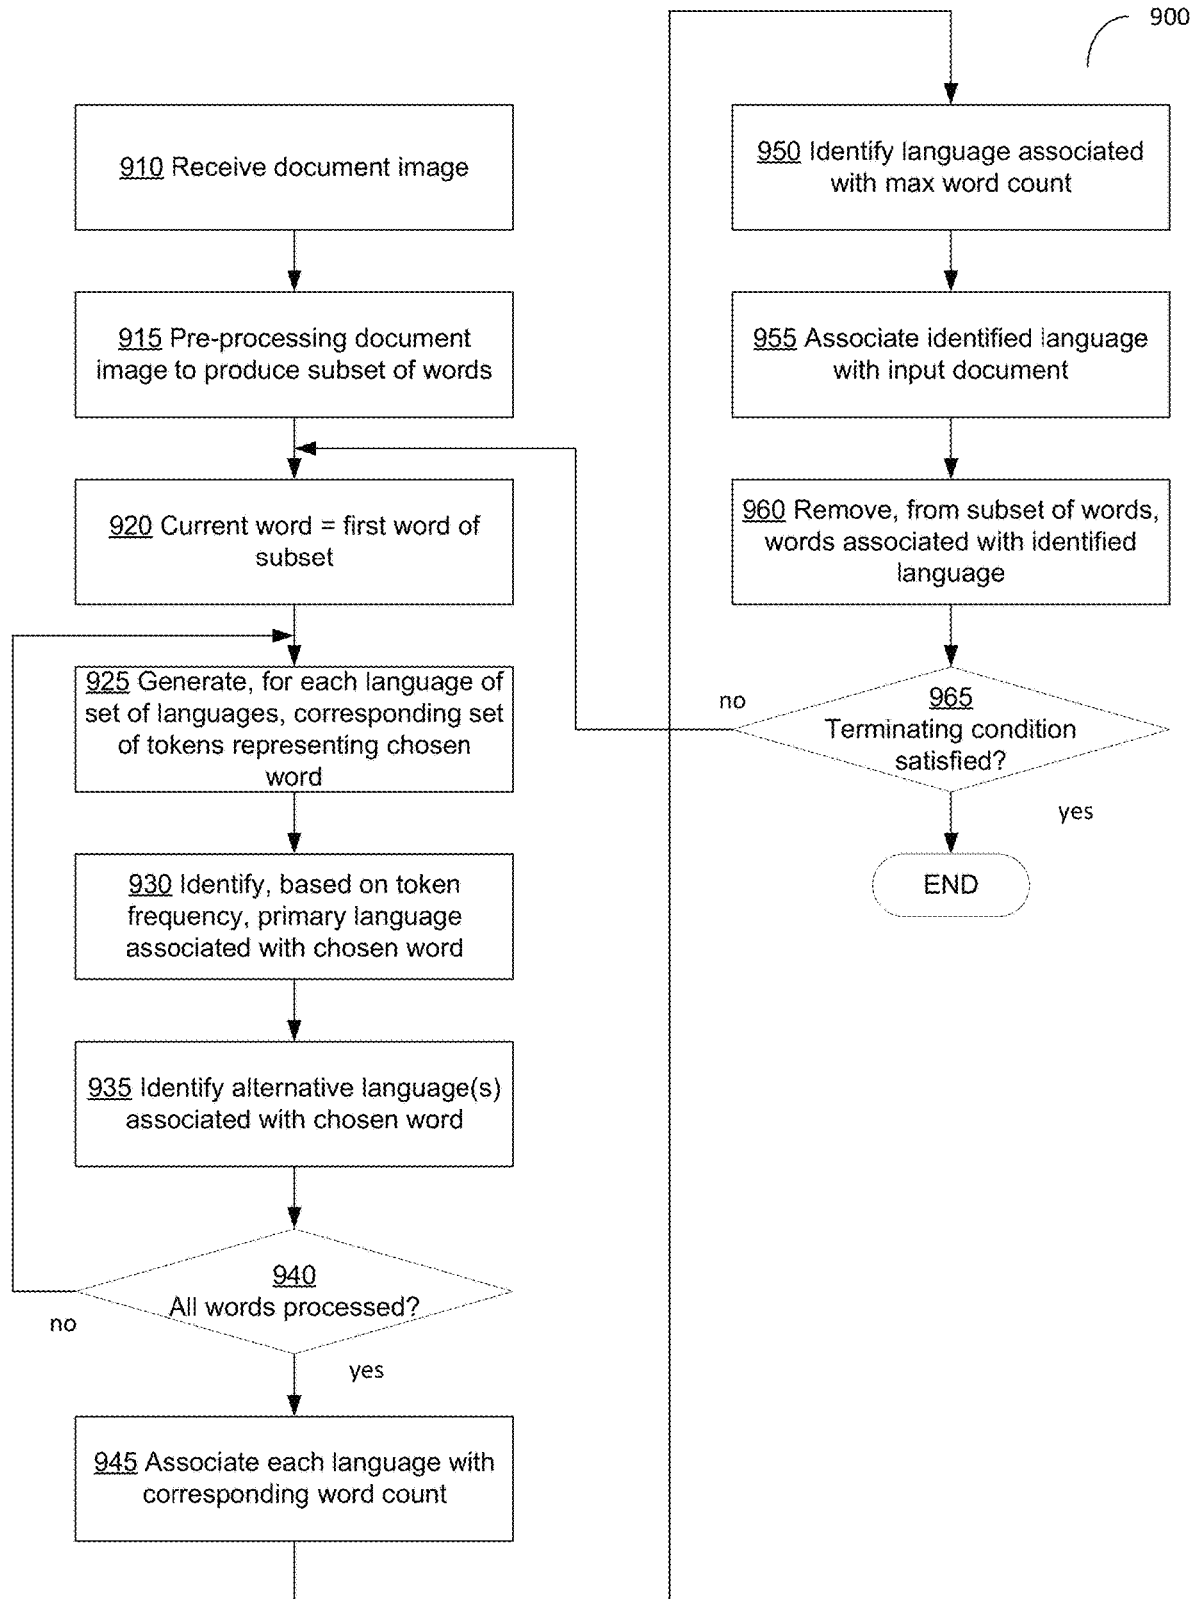 900
910 Receive document image
915 Pre-processing document
image to produce subset of words
920 Current word = first word of
subset
925 Generate, for each language of
set of languages, corresponding set
of tokens representing chosen
word
930 Identify, based on token
frequency, primary language
associated with chosen word
935 Identify alternative language(s)
associated with chosen word
940
All words processed?
no
yes
945 Associate each language with
corresponding word count
950 Identify language associated
with max word count
955 Associate identified language
with input document
960 Remove, from subset of words,
words associated with identified
language
965
Terminating condition
satisfied?
no
yes
END